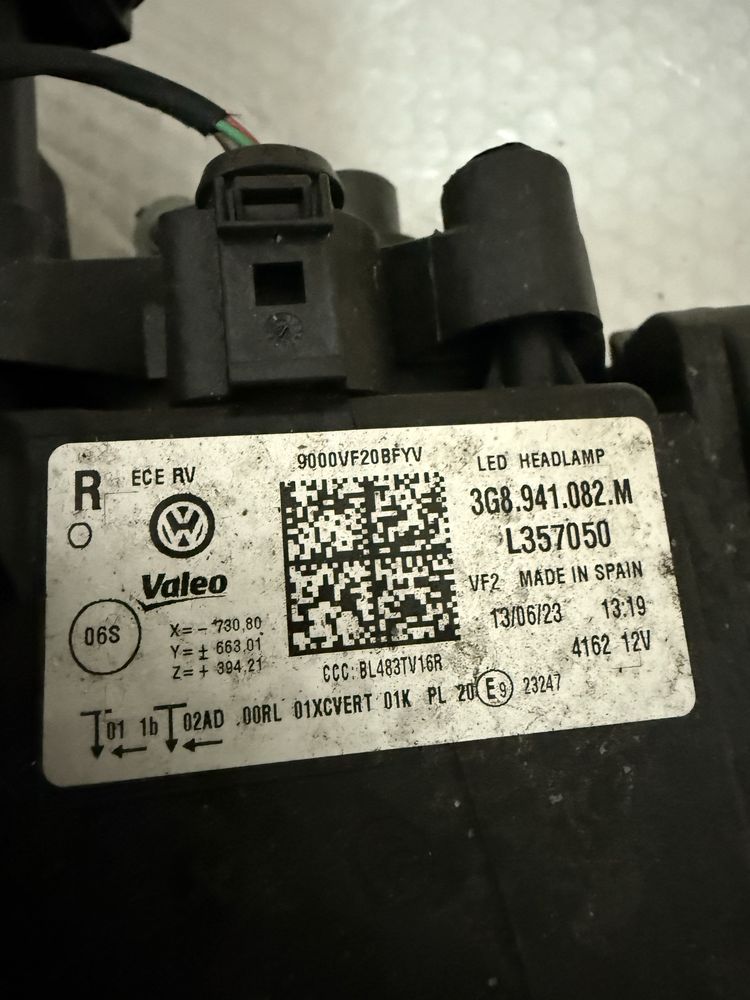 R
ECE RV
9000VF20BFYV
LED HEADLAMP
3G8.941.082.M
L357050
Valeo
VF2 MADE IN SPAIN
06S
13/06/23 13:19
X= - 730,80
Y= ± 663,01
Z= + 394,21
4162 12V
CCC: BL483TV16R
01 1b 02AD .00RL 01XCVERT 01K PL 20 E9 23247